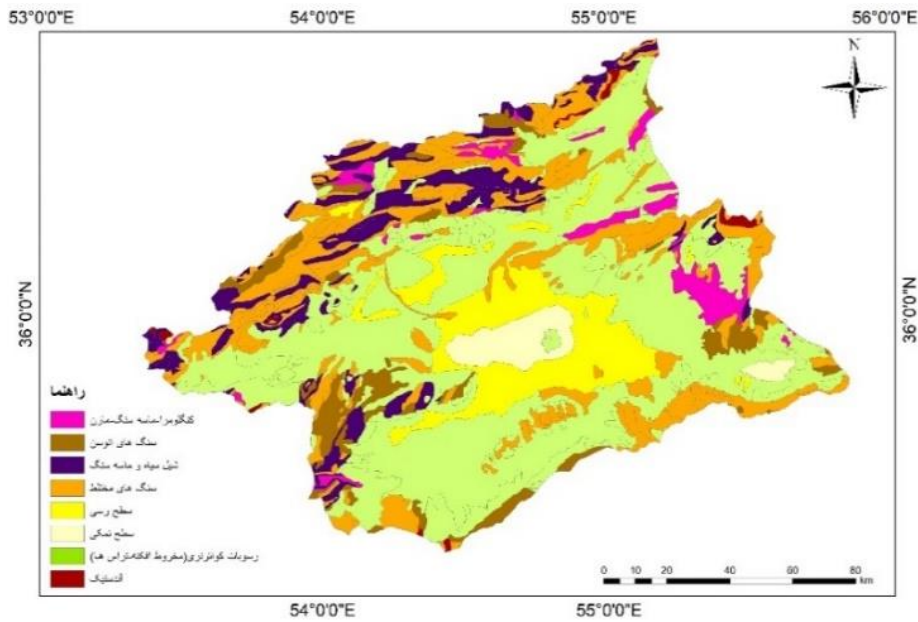 53°0'0"E 54°0'0"E 55°0'0"E 56°0'0"E
N
36°0'0"N 36°0'0"N
راهنما
کنگلومرا-ماسه سنگ-مارن
سنگ های ائوسن
شیل سیاه و ماسه سنگ
سنگ های مختلط
سطح رسی
سطح نمکی
رسوبات کواترنری(مخروط افکنه-تراس ها)
آندستیک
0 5 10 20 40 60 80
km
54°0'0"E 55°0'0"E